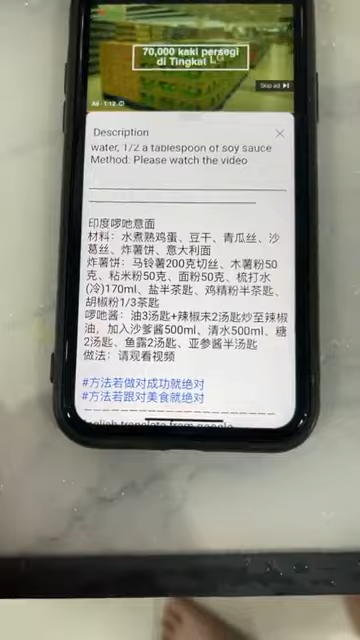 70,000 kaki persegi
di Tingkat LG
Skip ad
Ad · 1:12
Description
water, 1/2 a tablespoon of soy sauce
Method: Please watch the video
印度啰吔意面
材料：水煮熟鸡蛋、豆干、青瓜丝、沙
葛丝、炸薯饼、意大利面
炸薯饼：马铃薯200克切丝、木薯粉50
克、粘米粉50克、面粉50克、梳打水
(冷)170ml、盐半茶匙、鸡精粉半茶匙、
胡椒粉1/3茶匙
啰吔酱：油3汤匙+辣椒末2汤匙炒至辣椒
油，加入沙爹酱500ml、清水500ml、糖
2汤匙、鱼露2汤匙、亚参酱半汤匙
做法：请观看视频
#方法若做对成功就绝对
#方法若跟对美食就绝对
English translate from google